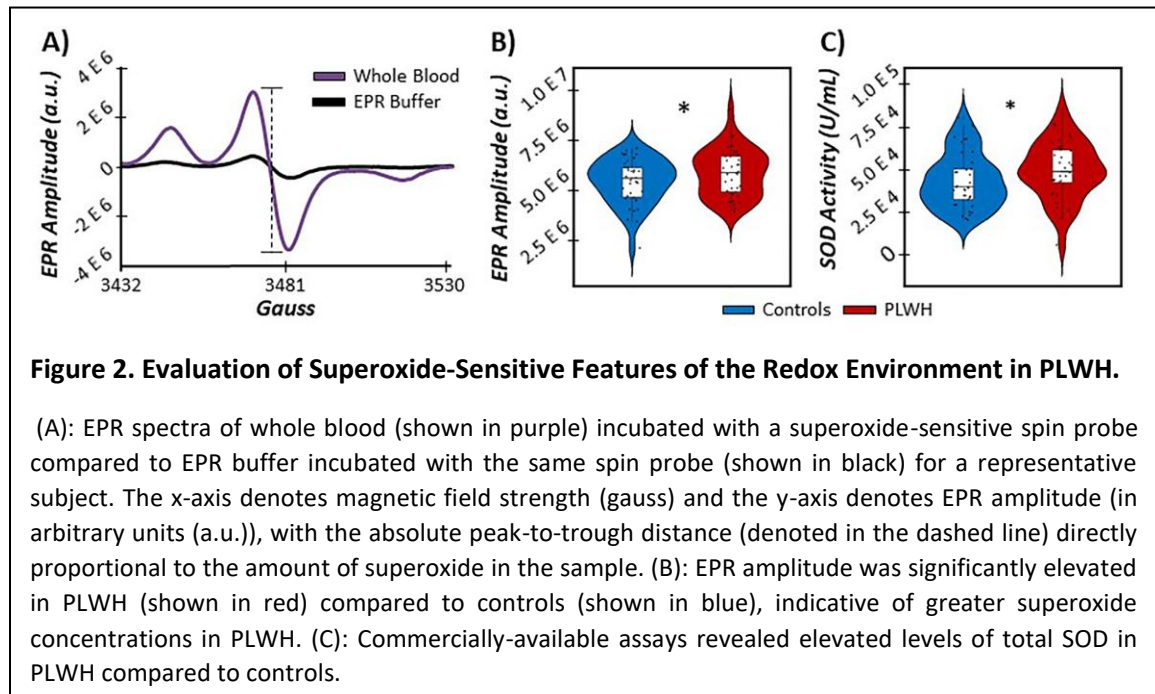 A)
4 E6
2 E6
0
-2 E6
-4 E6
EPR Amplitude (a.u.)
Whole Blood
EPR Buffer
3432
3481
3530
Gauss
B)
1.0 E 7
7.5E 6
5.0 E 6
2.5 E 6
EPR Amplitude (a.u.)
*
C)
1.0 E 5
7.5 E 4
5.0 E 4
2.5 E 4
0
SOD Activity (U/mL)
*
Controls
PLWH
Figure 2. Evaluation of Superoxide-Sensitive Features of the Redox Environment in PLWH.
(A): EPR spectra of whole blood (shown in purple) incubated with a superoxide-sensitive spin probe
compared to EPR buffer incubated with the same spin probe (shown in black) for a representative
subject. The x-axis denotes magnetic field strength (gauss) and the y-axis denotes EPR amplitude (in
arbitrary units (a.u.)), with the absolute peak-to-trough distance (denoted in the dashed line) directly
proportional to the amount of superoxide in the sample. (B): EPR amplitude was significantly elevated
in PLWH (shown in red) compared to controls (shown in blue), indicative of greater superoxide
concentrations in PLWH. (C): Commercially-available assays revealed elevated levels of total SOD in
PLWH compared to controls.